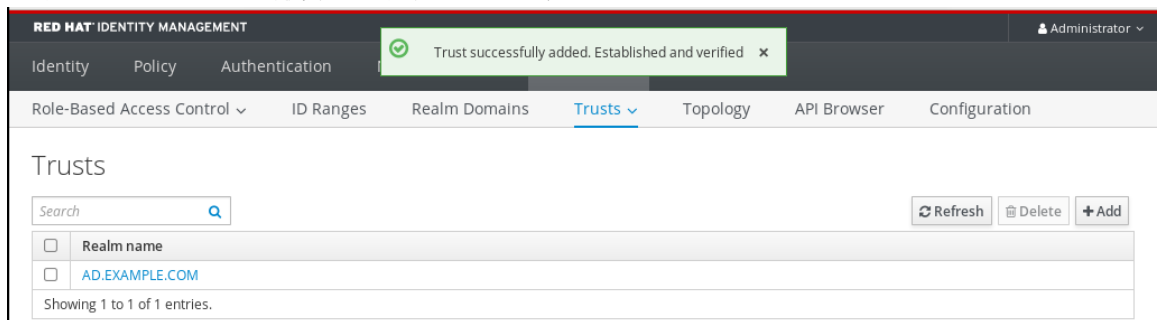 RED HAT IDENTITY MANAGEMENT
Administrator
Trust successfully added. Established and verified ×
Identity Policy Authentication
Role-Based Access Control ID Ranges Realm Domains Trusts Topology API Browser Configuration
Trusts
Search
Refresh Delete +Add
Realm name
AD.EXAMPLE.COM
Showing 1 to 1 of 1 entries.